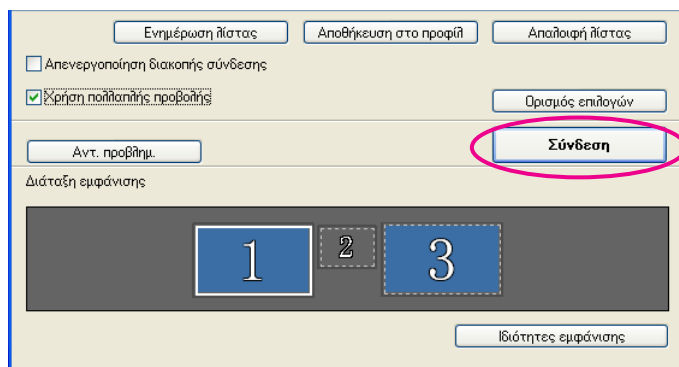 Ενημέρωση λίστας Αποθήκευση στο προφίλ Απαλοιφή λίστας
Απενεργοποίηση διακοπής σύνδεσης
Χρήση πολλαπλής προβολής Ορισμός επιλογών
Αντ. προβλημ. Σύνδεση
Διάταξη εμφάνισης
1 2 3
Ιδιότητες εμφάνισης